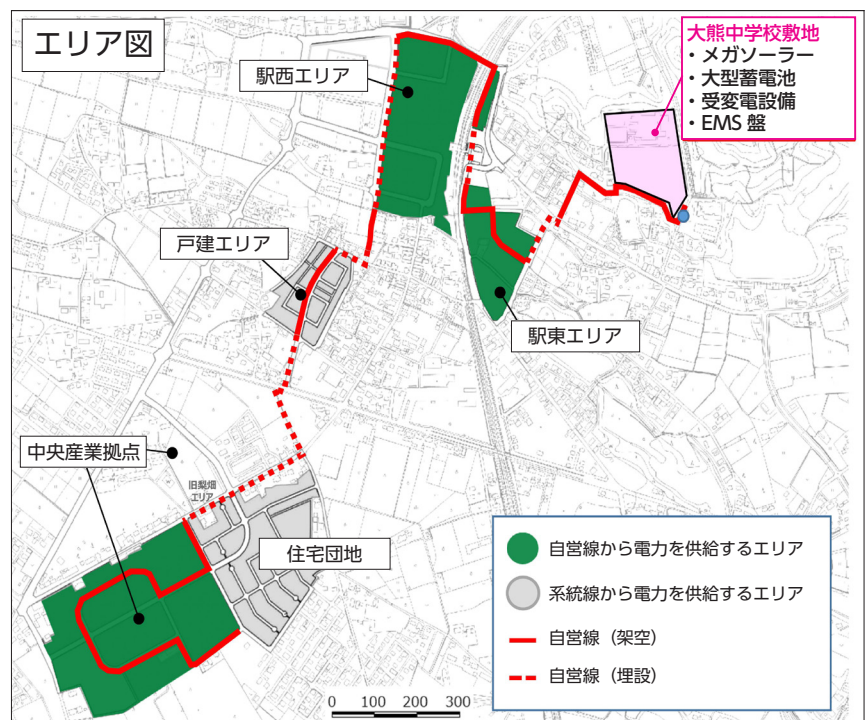 エリア図
大熊中学校敷地
・メガソーラー
・大型蓄電池
・受変電設備
・EMS 盤
駅西エリア
戸建エリア
駅東エリア
中央産業拠点
旧梨畑
エリア
住宅団地
自営線から電力を供給するエリア
系統線から電力を供給するエリア
自営線（架空）
自営線（埋設）
0 100 200 300